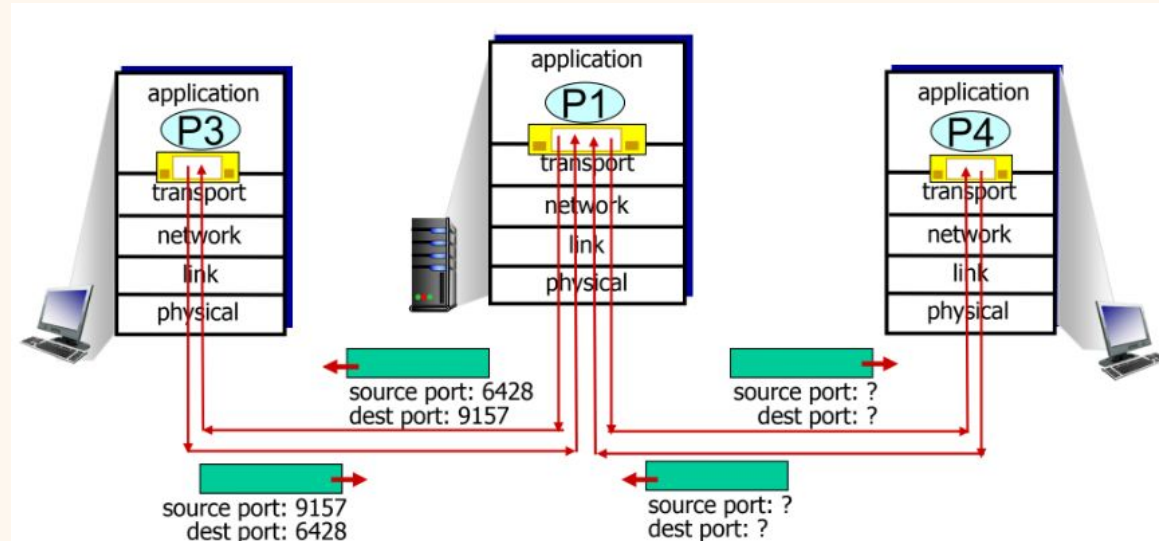 application
P3
transport
network
link
physical
application
P1
transport
network
link
physical
application
P4
transport
network
link
physical
source port: 6428
dest port: 9157
source port: ?
dest port: ?
source port: 9157
dest port: 6428
source port: ?
dest port: ?